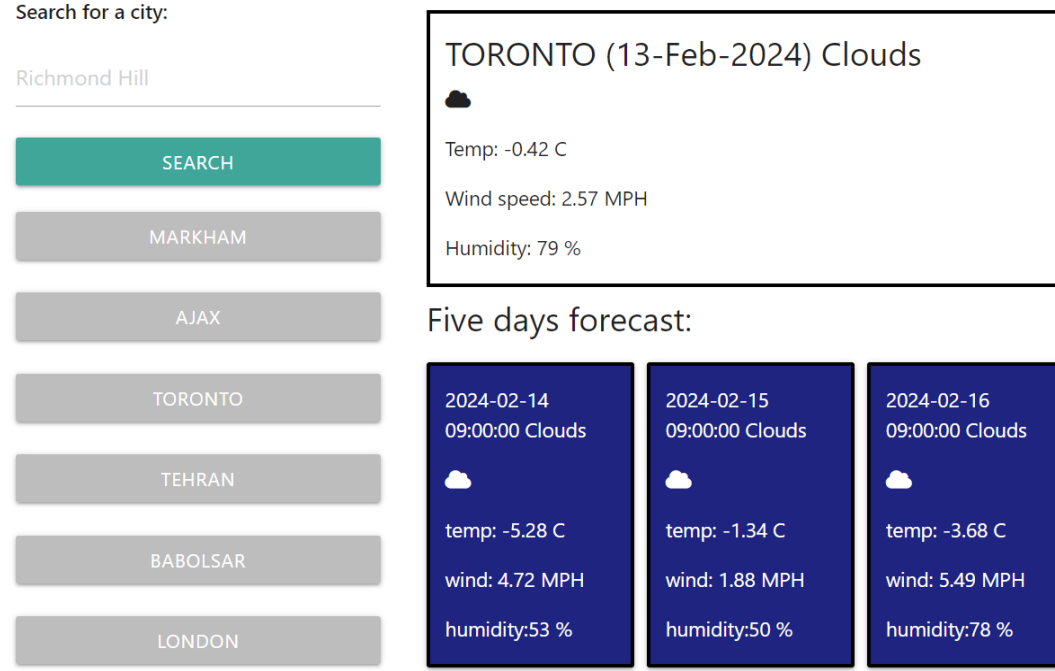 Search for a city:
Richmond Hill
SEARCH
MARKHAM
AJAX
TORONTO
TEHRAN
BABOLSAR
LONDON
TORONTO (13-Feb-2024) Clouds
Temp: -0.42 C
Wind speed: 2.57 MPH
Humidity: 79 %
Five days forecast:
2024-02-14
09:00:00 Clouds
temp: -5.28 C
wind: 4.72 MPH
humidity:53 %
2024-02-15
09:00:00 Clouds
temp: -1.34 C
wind: 1.88 MPH
humidity:50 %
2024-02-16
09:00:00 Clouds
temp: -3.68 C
wind: 5.49 MPH
humidity:78 %